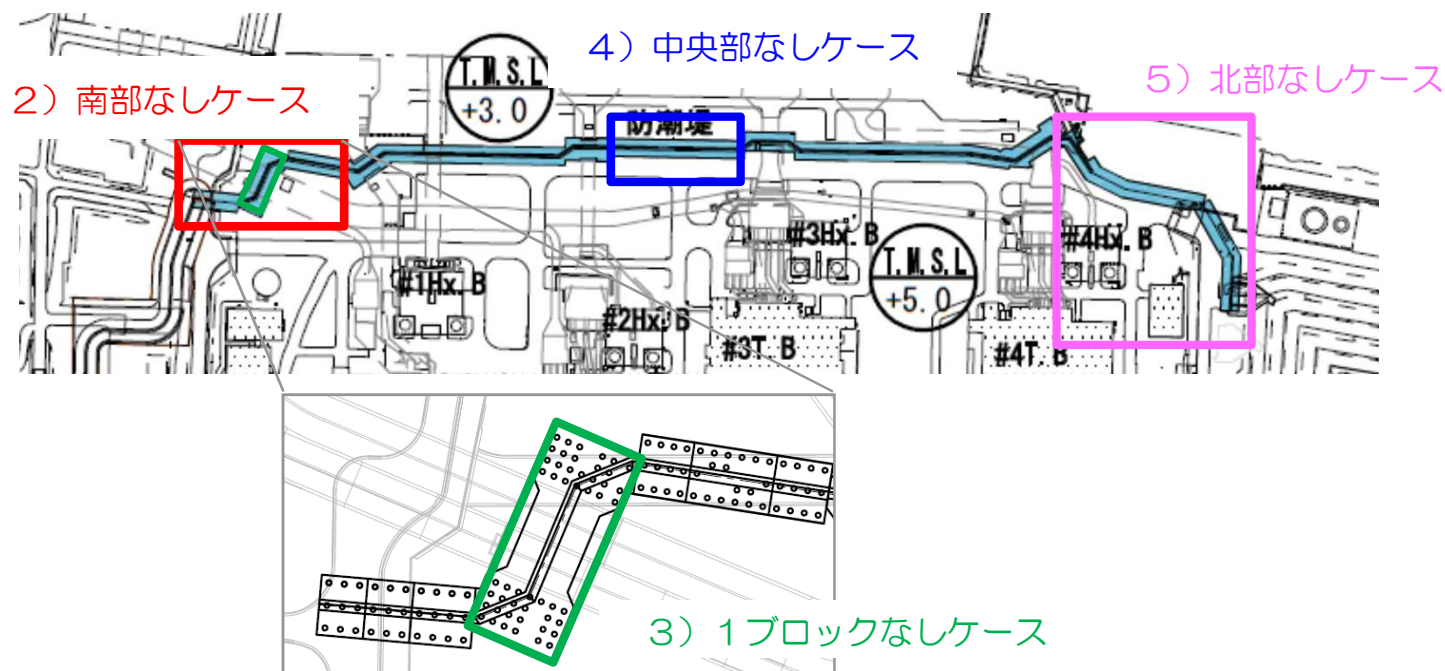 4）中央部なしケース
5）北部なしケース
2）南部なしケース
T.M.S.L
+3.0
防潮堤
#1Hx.B
#2Hx.B
#3Hx.B
#3T.B
T.M.S.L
+5.0
#4Hx.B
#4T.B
3）1ブロックなしケース